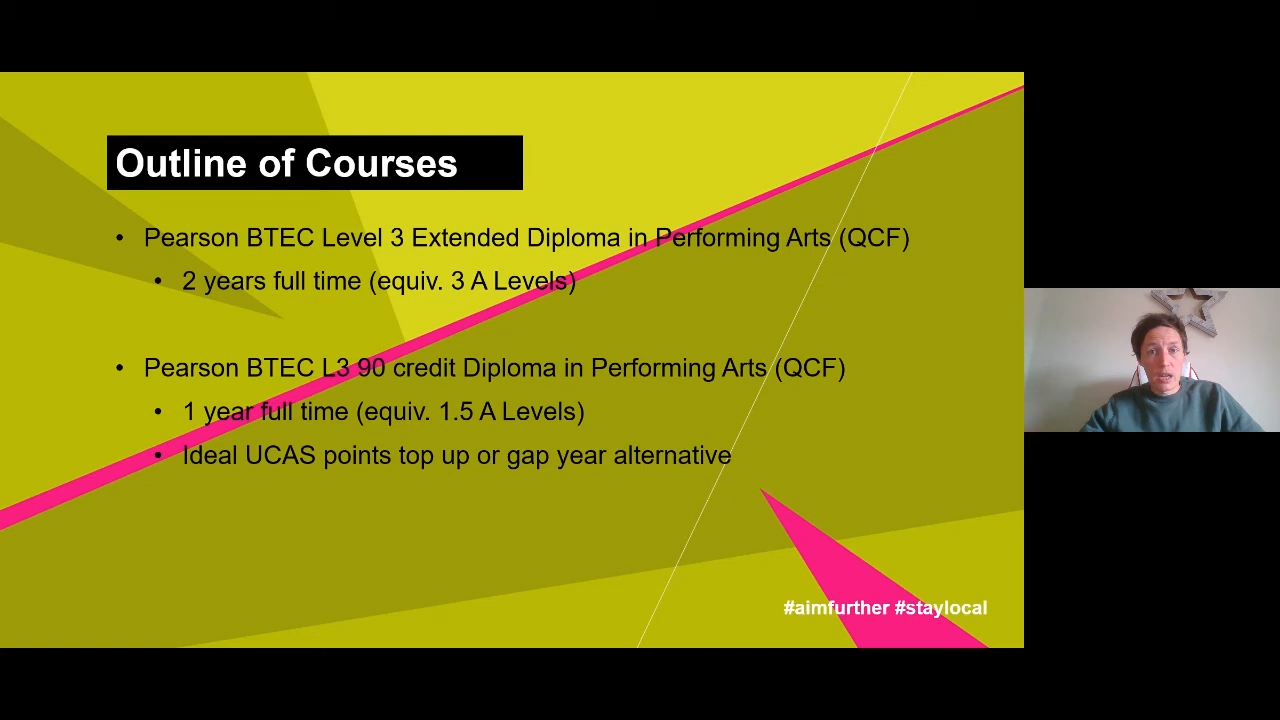 Outline of Courses
• Pearson BTEC Level 3 Extended Diploma in Performing Arts (QCF)
• 2 years full time (equiv. 3 A Levels)
• Pearson BTEC L3 90 credit Diploma in Performing Arts (QCF)
• 1 year full time (equiv. 1.5 A Levels)
• Ideal UCAS points top up or gap year alternative
#aimfurther #staylocal